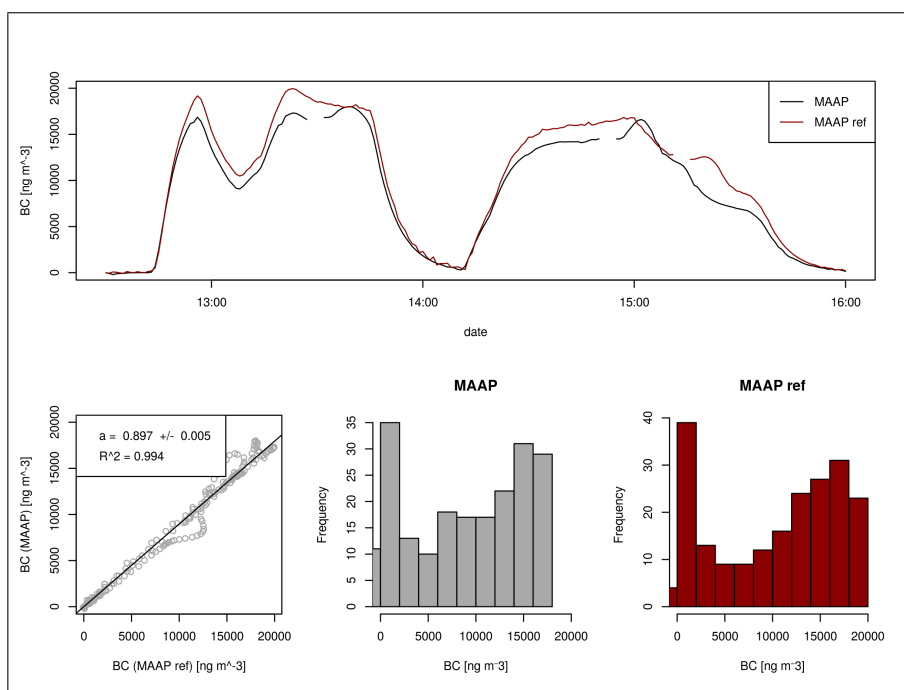 MAAP
MAAP ref
BC [ng m^-3]
20000
15000
10000
5000
0
13:00 14:00 15:00 16:00
date
a = 0.897 +/- 0.005
R^2 = 0.994
BC (MAAP) [ng m^-3]
20000
15000
10000
5000
0
0 5000 10000 15000 20000
BC (MAAP ref) [ng m^-3]
MAAP
Frequency
35
30
25
20
15
10
5
0
0 5000 10000 15000 20000
BC [ng m⁻³]
MAAP ref
Frequency
40
30
20
10
0
0 5000 10000 15000 20000
BC [ng m⁻³]